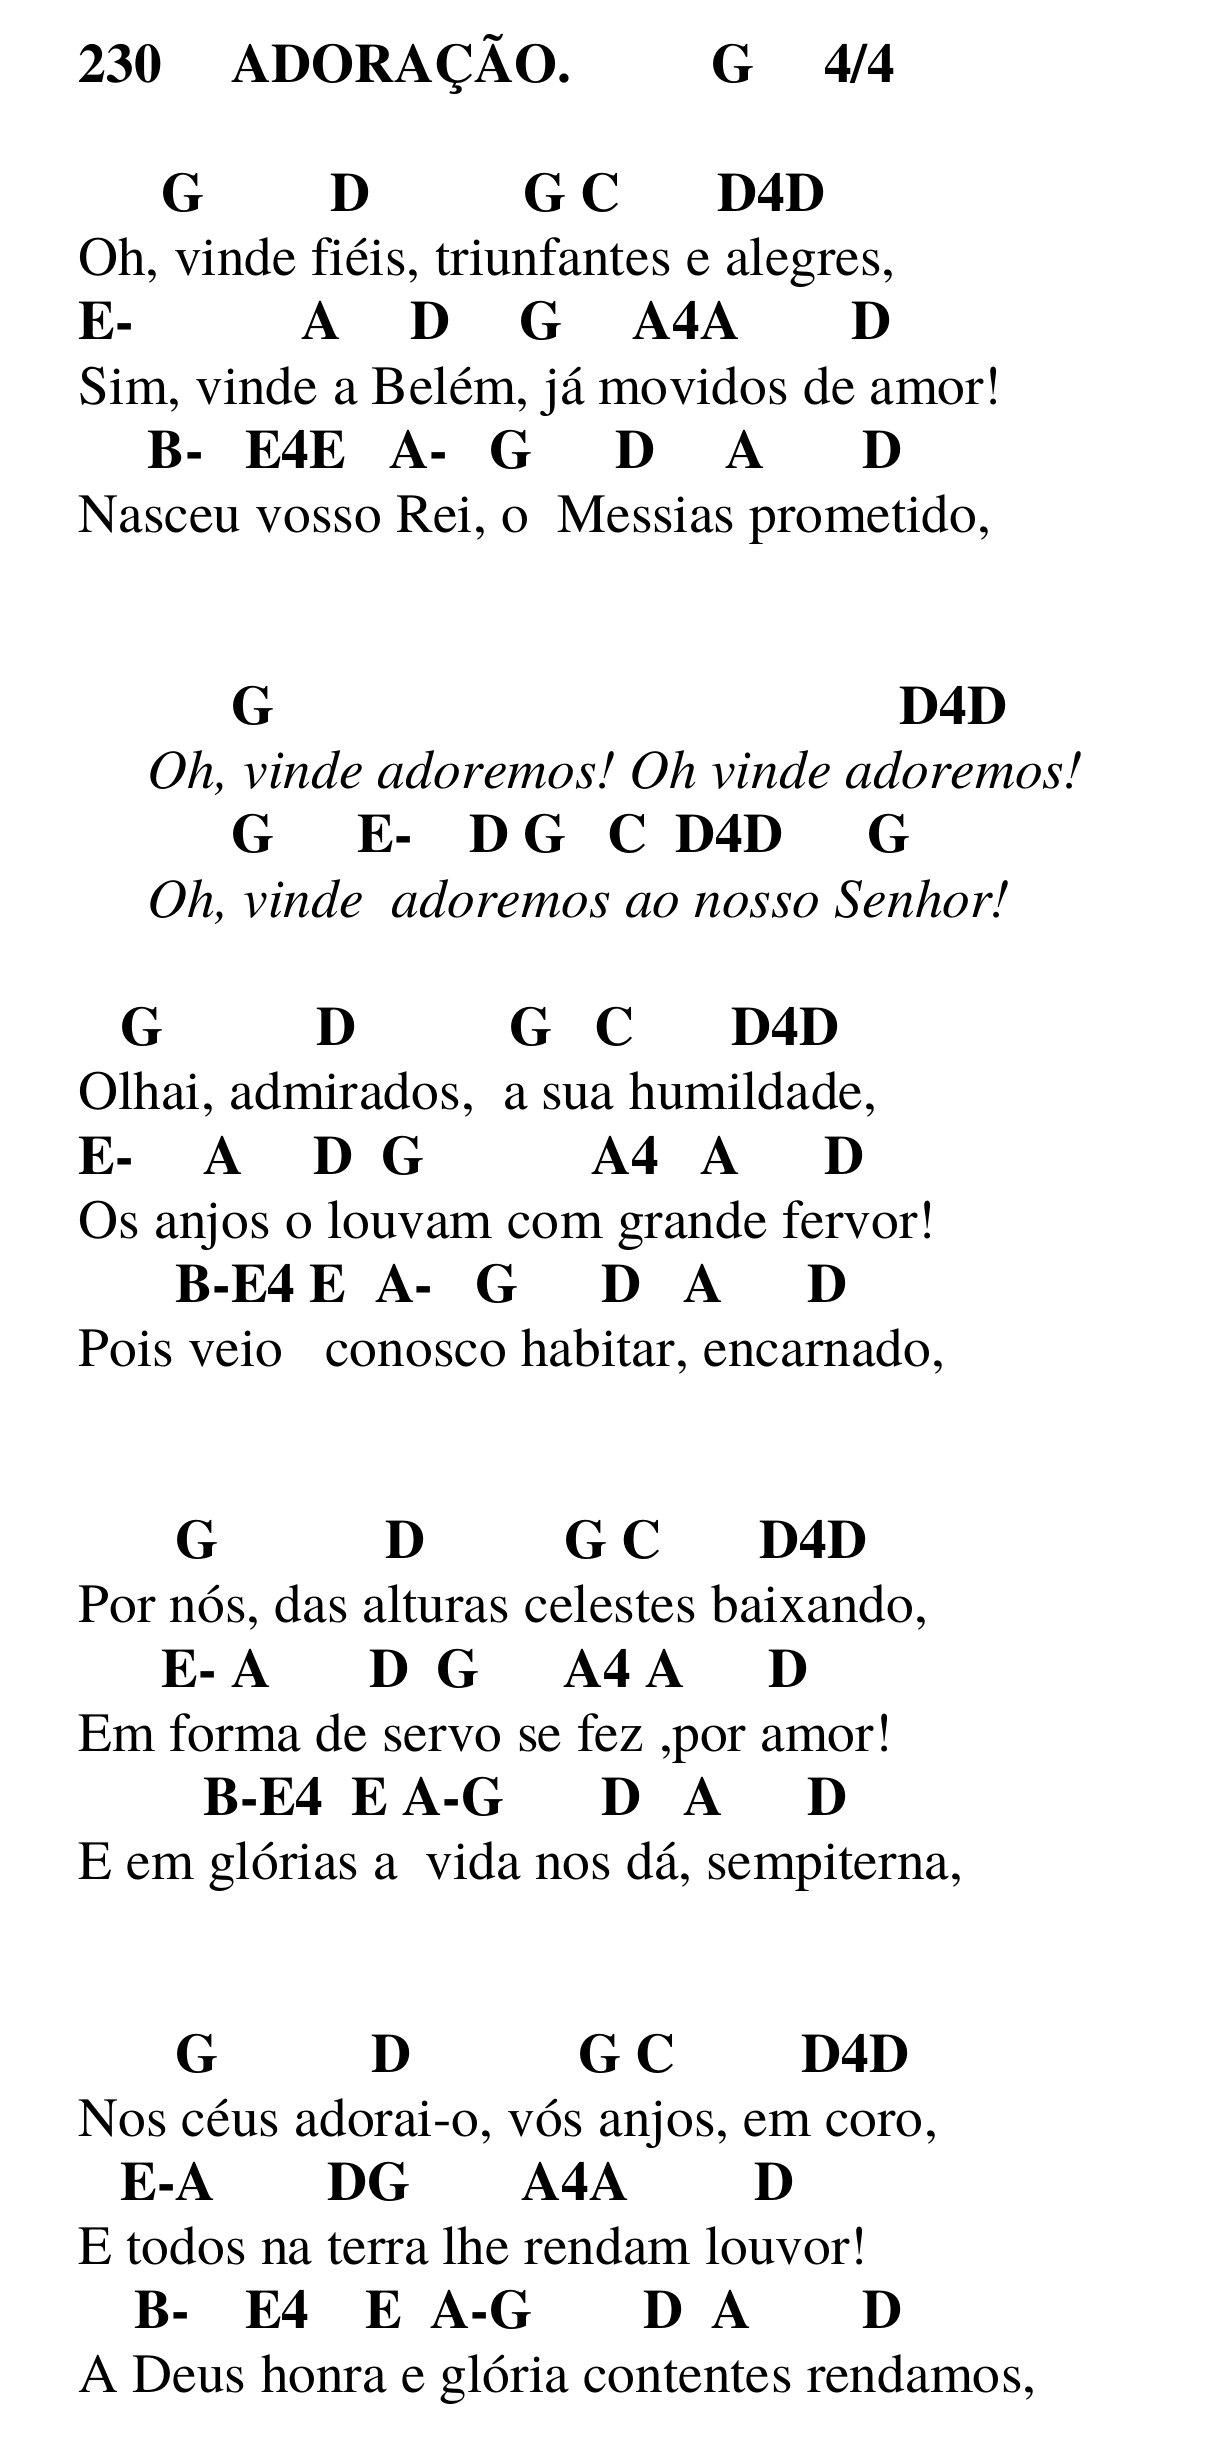 230     ADORAÇÃO.          G     4/4
G         D           G C       D4D
Oh, vinde fiéis, triunfantes e alegres,
E-            A     D     G     A4A        D
Sim, vinde a Belém, já movidos de amor!
B-   E4E   A-   G      D     A       D
Nasceu vosso Rei, o  Messias prometido,
G                                             D4D
Oh, vinde adoremos! Oh vinde adoremos!
G      E-    D G   C  D4D      G
Oh, vinde  adoremos ao nosso Senhor!
G           D           G   C       D4D
Olhai, admirados,  a sua humildade,
E-     A     D  G            A4   A      D
Os anjos o louvam com grande fervor!
B-E4 E  A-   G      D   A      D
Pois veio   conosco habitar, encarnado,
G            D          G C       D4D
Por nós, das alturas celestes baixando,
E- A       D  G      A4 A      D
Em forma de servo se fez ,por amor!
B-E4  E A-G       D   A      D
E em glórias a  vida nos dá, sempiterna,
G           D            G C         D4D
Nos céus adorai-o, vós anjos, em coro,
E-A        DG        A4A         D
E todos na terra lhe rendam louvor!
B-    E4    E  A-G        D  A        D
A Deus honra e glória contentes rendamos,